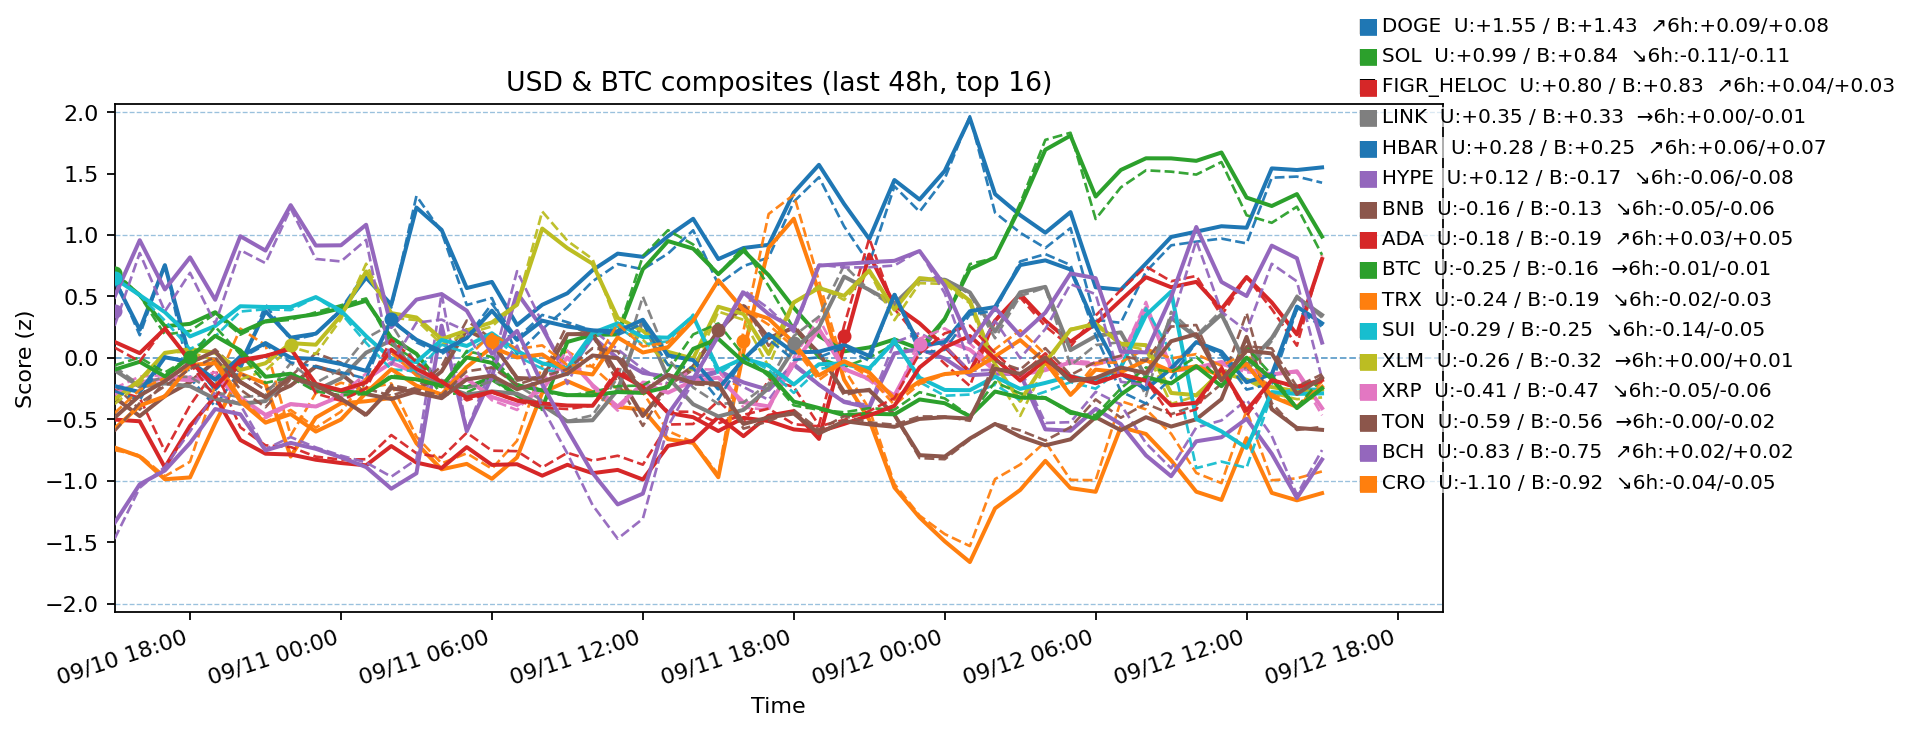 USD & BTC composites (last 48h, top 16)
DOGE U:+1.55 / B:+1.43 ↗6h:+0.09/+0.08
SOL U:+0.99 / B:+0.84 ↘6h:-0.11/-0.11
FIGR_HELOC U:+0.80 / B:+0.83 ↗6h:+0.04/+0.03
LINK U:+0.35 / B:+0.33 →6h:+0.00/-0.01
HBAR U:+0.28 / B:+0.25 ↗6h:+0.06/+0.07
HYPE U:+0.12 / B:-0.17 ↘6h:-0.06/-0.08
BNB U:-0.16 / B:-0.13 ↘6h:-0.05/-0.06
ADA U:-0.18 / B:-0.19 ↗6h:+0.03/+0.05
BTC U:-0.25 / B:-0.16 →6h:-0.01/-0.01
TRX U:-0.24 / B:-0.19 ↘6h:-0.02/-0.03
SUI U:-0.29 / B:-0.25 ↘6h:-0.14/-0.05
XLM U:-0.26 / B:-0.32 →6h:+0.00/+0.01
XRP U:-0.41 / B:-0.47 ↘6h:-0.05/-0.06
TON U:-0.59 / B:-0.56 →6h:-0.00/-0.02
BCH U:-0.83 / B:-0.75 ↗6h:+0.02/+0.02
CRO U:-1.10 / B:-0.92 ↘6h:-0.04/-0.05
Score (z)
2.0
1.5
1.0
0.5
0.0
−0.5
−1.0
−1.5
−2.0
09/10 18:00
09/11 00:00
09/11 06:00
09/11 12:00
09/11 18:00
09/12 00:00
09/12 06:00
09/12 12:00
09/12 18:00
Time